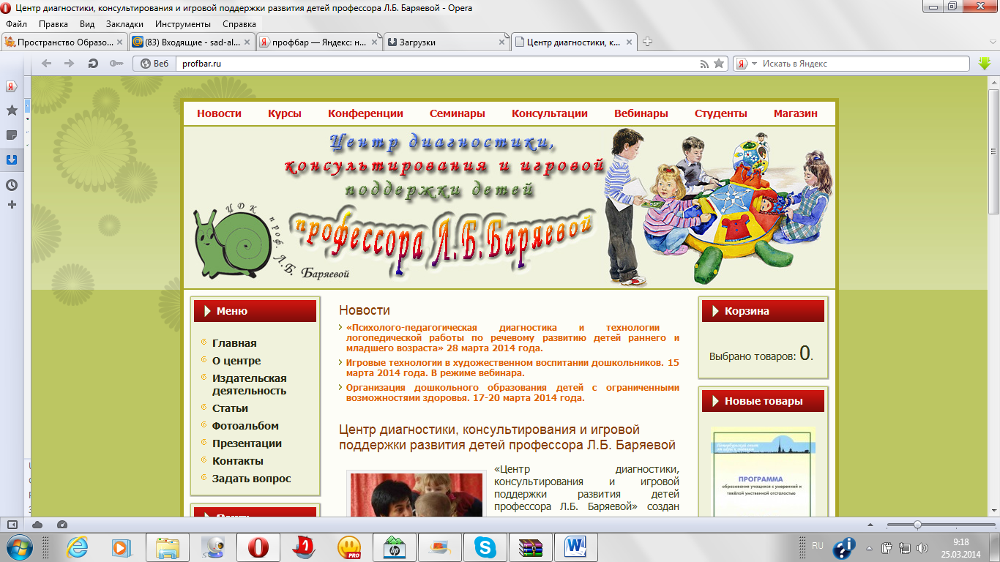 Центр диагностики, консультирования и игровой поддержки развития детей профессора Л.Б. Баряевой - Opera
Файл Правка Вид Закладки Инструменты Справка
Пространство Образо... (83) Входящие - sad-al... профбар — Яндекс: н... Загрузки Центр диагностики, к...
Веб profbar.ru Искать в Яндекс
Новости Курсы Конференции Семинары Консультации Вебинары Студенты Магазин
Центр диагностики,
консультирования и игровой
поддержки детей
профессора Л.Б.Баряевой
ЦДК проф. Л.Б. Баряевой
Меню
Главная
О центре
Издательская
деятельность
Статьи
Фотоальбом
Презентации
Контакты
Задать вопрос
Новости
«Психолого-педагогическая диагностика и технологии
логопедической работы по речевому развитию детей раннего и
младшего возраста» 28 марта 2014 года.
Игровые технологии в художественном воспитании дошкольников. 15
марта 2014 года. В режиме вебинара.
Организация дошкольного образования детей с ограниченными
возможностями здоровья. 17-20 марта 2014 года.
Центр диагностики, консультирования и игровой
поддержки развития детей профессора Л.Б. Баряевой
«Центр диагностики,
консультирования и игровой
поддержки развития детей
профессора Л.Б. Баряевой» создан
Корзина
Выбрано товаров: 0.
Новые товары
ПРОГРАММА
образования учащихся с умеренной и
тяжёлой умственной отсталостью
PRO
hp
RU
9:18
25.03.2014